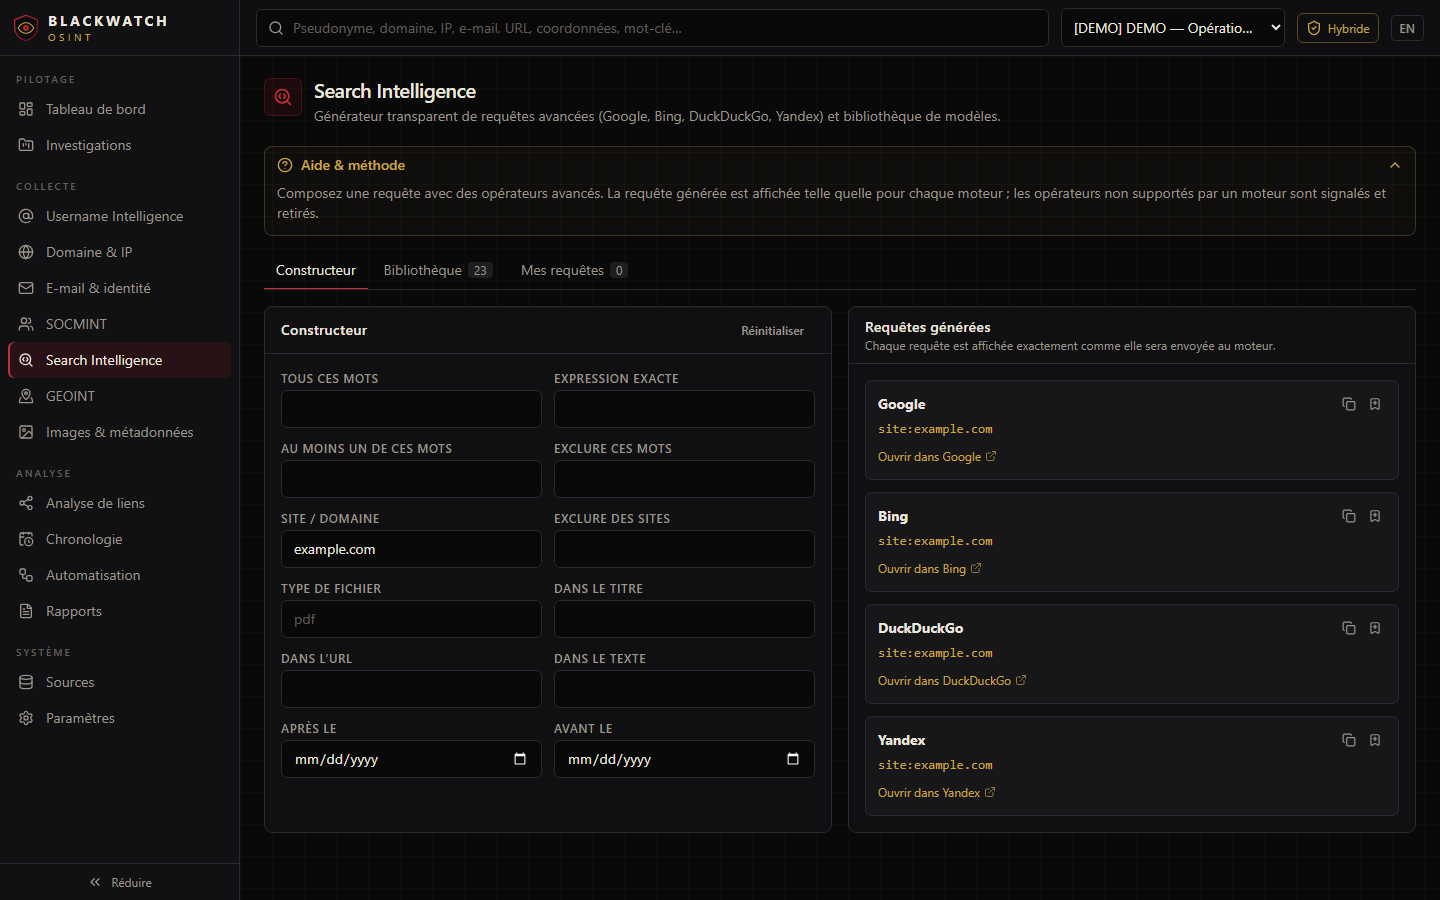 BLACKWATCH
OSINT
Pseudonyme, domaine, IP, e-mail, URL, coordonnées, mot-clé…
[DEMO] DEMO — Opératio...
Hybride
EN
PILOTAGE
Tableau de bord
Investigations
COLLECTE
Username Intelligence
Domaine & IP
E-mail & identité
SOCMINT
Search Intelligence
GEOINT
Images & métadonnées
ANALYSE
Analyse de liens
Chronologie
Automatisation
Rapports
SYSTÈME
Sources
Paramètres
Réduire
Search Intelligence
Générateur transparent de requêtes avancées (Google, Bing, DuckDuckGo, Yandex) et bibliothèque de modèles.
Aide & méthode
Composez une requête avec des opérateurs avancés. La requête générée est affichée telle quelle pour chaque moteur ; les opérateurs non supportés par un moteur sont signalés et
retirés.
Constructeur
Bibliothèque 23
Mes requêtes 0
Constructeur
Réinitialiser
TOUS CES MOTS
EXPRESSION EXACTE
AU MOINS UN DE CES MOTS
EXCLURE CES MOTS
SITE / DOMAINE
EXCLURE DES SITES
example.com
TYPE DE FICHIER
DANS LE TITRE
pdf
DANS L'URL
DANS LE TEXTE
APRÈS LE
AVANT LE
mm/dd/yyyy
mm/dd/yyyy
Requêtes générées
Chaque requête est affichée exactement comme elle sera envoyée au moteur.
Google
site:example.com
Ouvrir dans Google
Bing
site:example.com
Ouvrir dans Bing
DuckDuckGo
site:example.com
Ouvrir dans DuckDuckGo
Yandex
site:example.com
Ouvrir dans Yandex